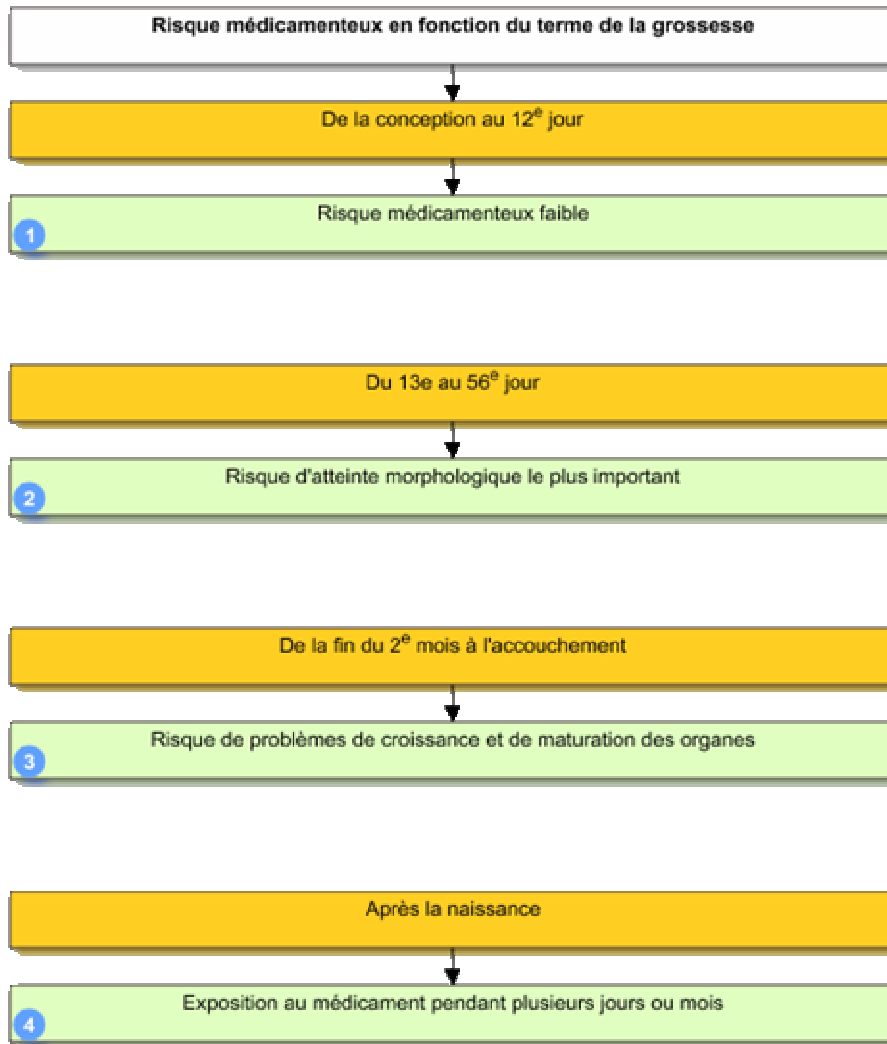 Risque médicamenteux en fonction du terme de la grossesse
De la conception au 12e jour
Risque médicamenteux faible
1
Du 13e au 56e jour
Risque d'atteinte morphologique le plus important
2
De la fin du 2e mois à l'accouchement
Risque de problèmes de croissance et de maturation des organes
3
Après la naissance
Exposition au médicament pendant plusieurs jours ou mois
4